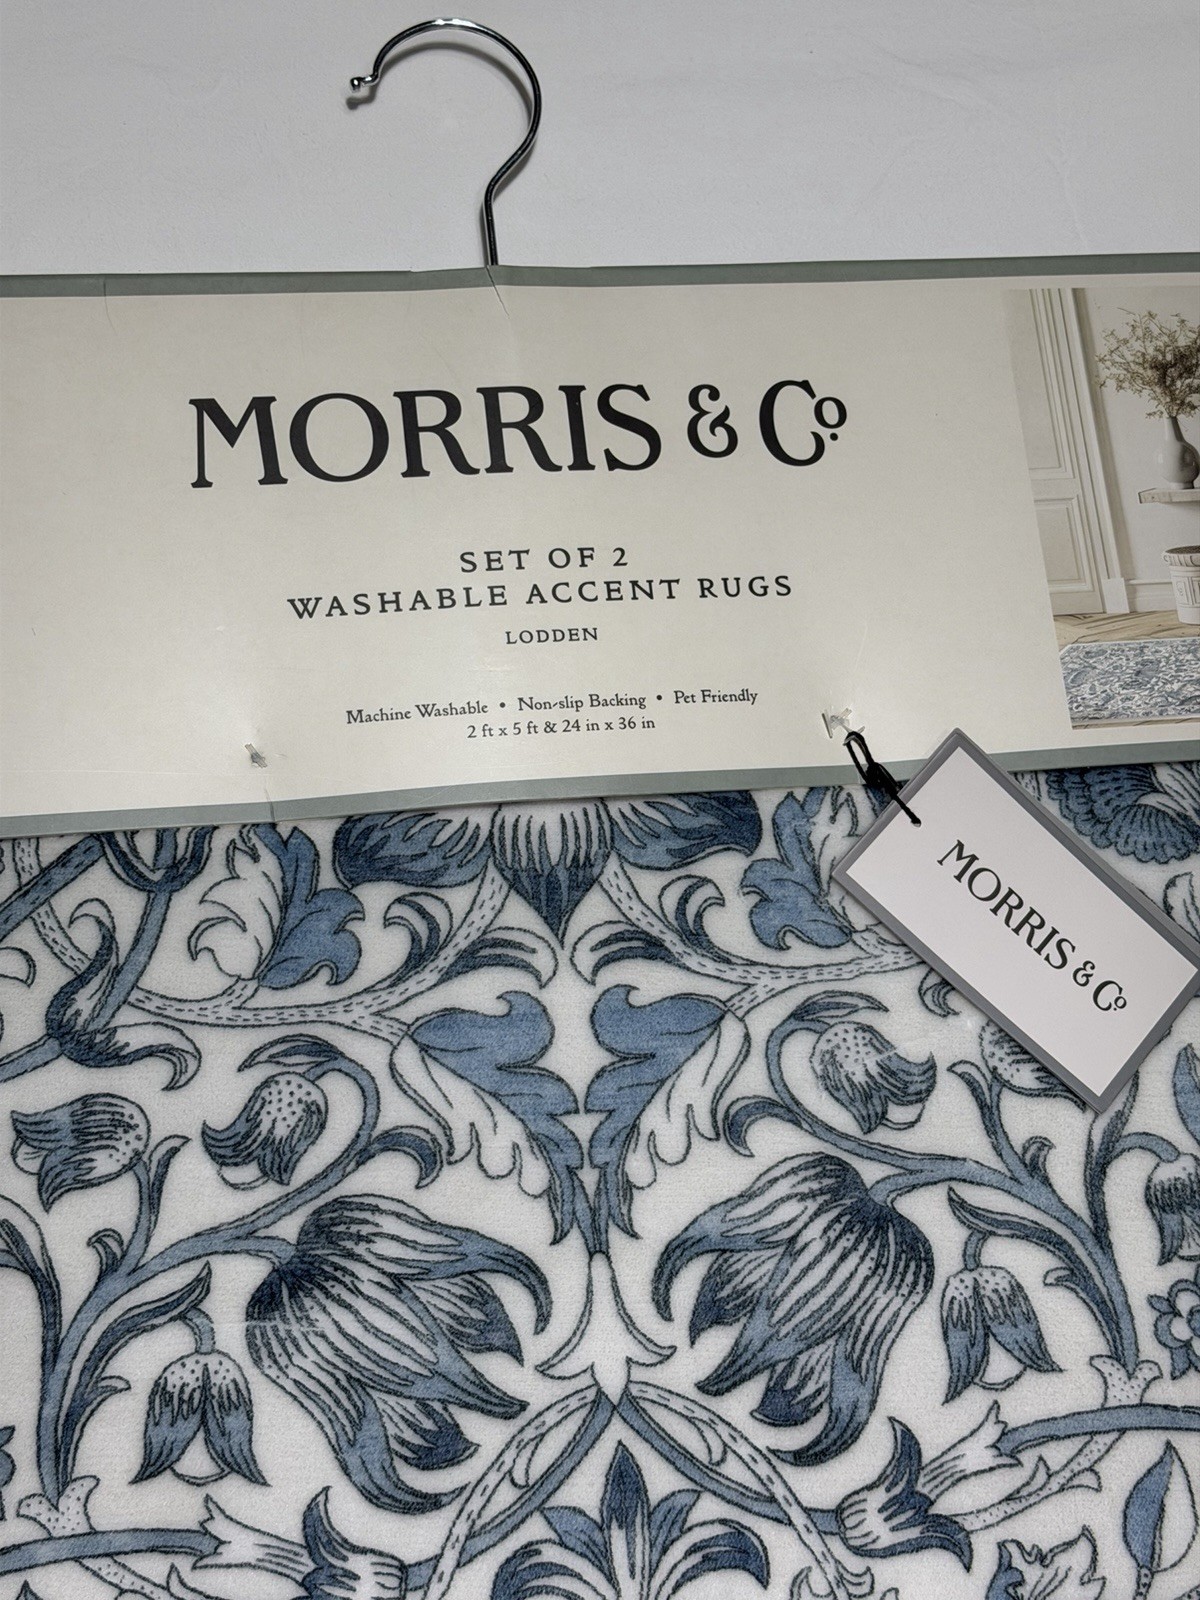 MORRIS & Co.
SET OF 2
WASHABLE ACCENT RUGS
LODDEN
Machine Washable • Non-slip Backing • Pet Friendly
2 ft x 5 ft & 24 in x 36 in
MORRIS & Co.